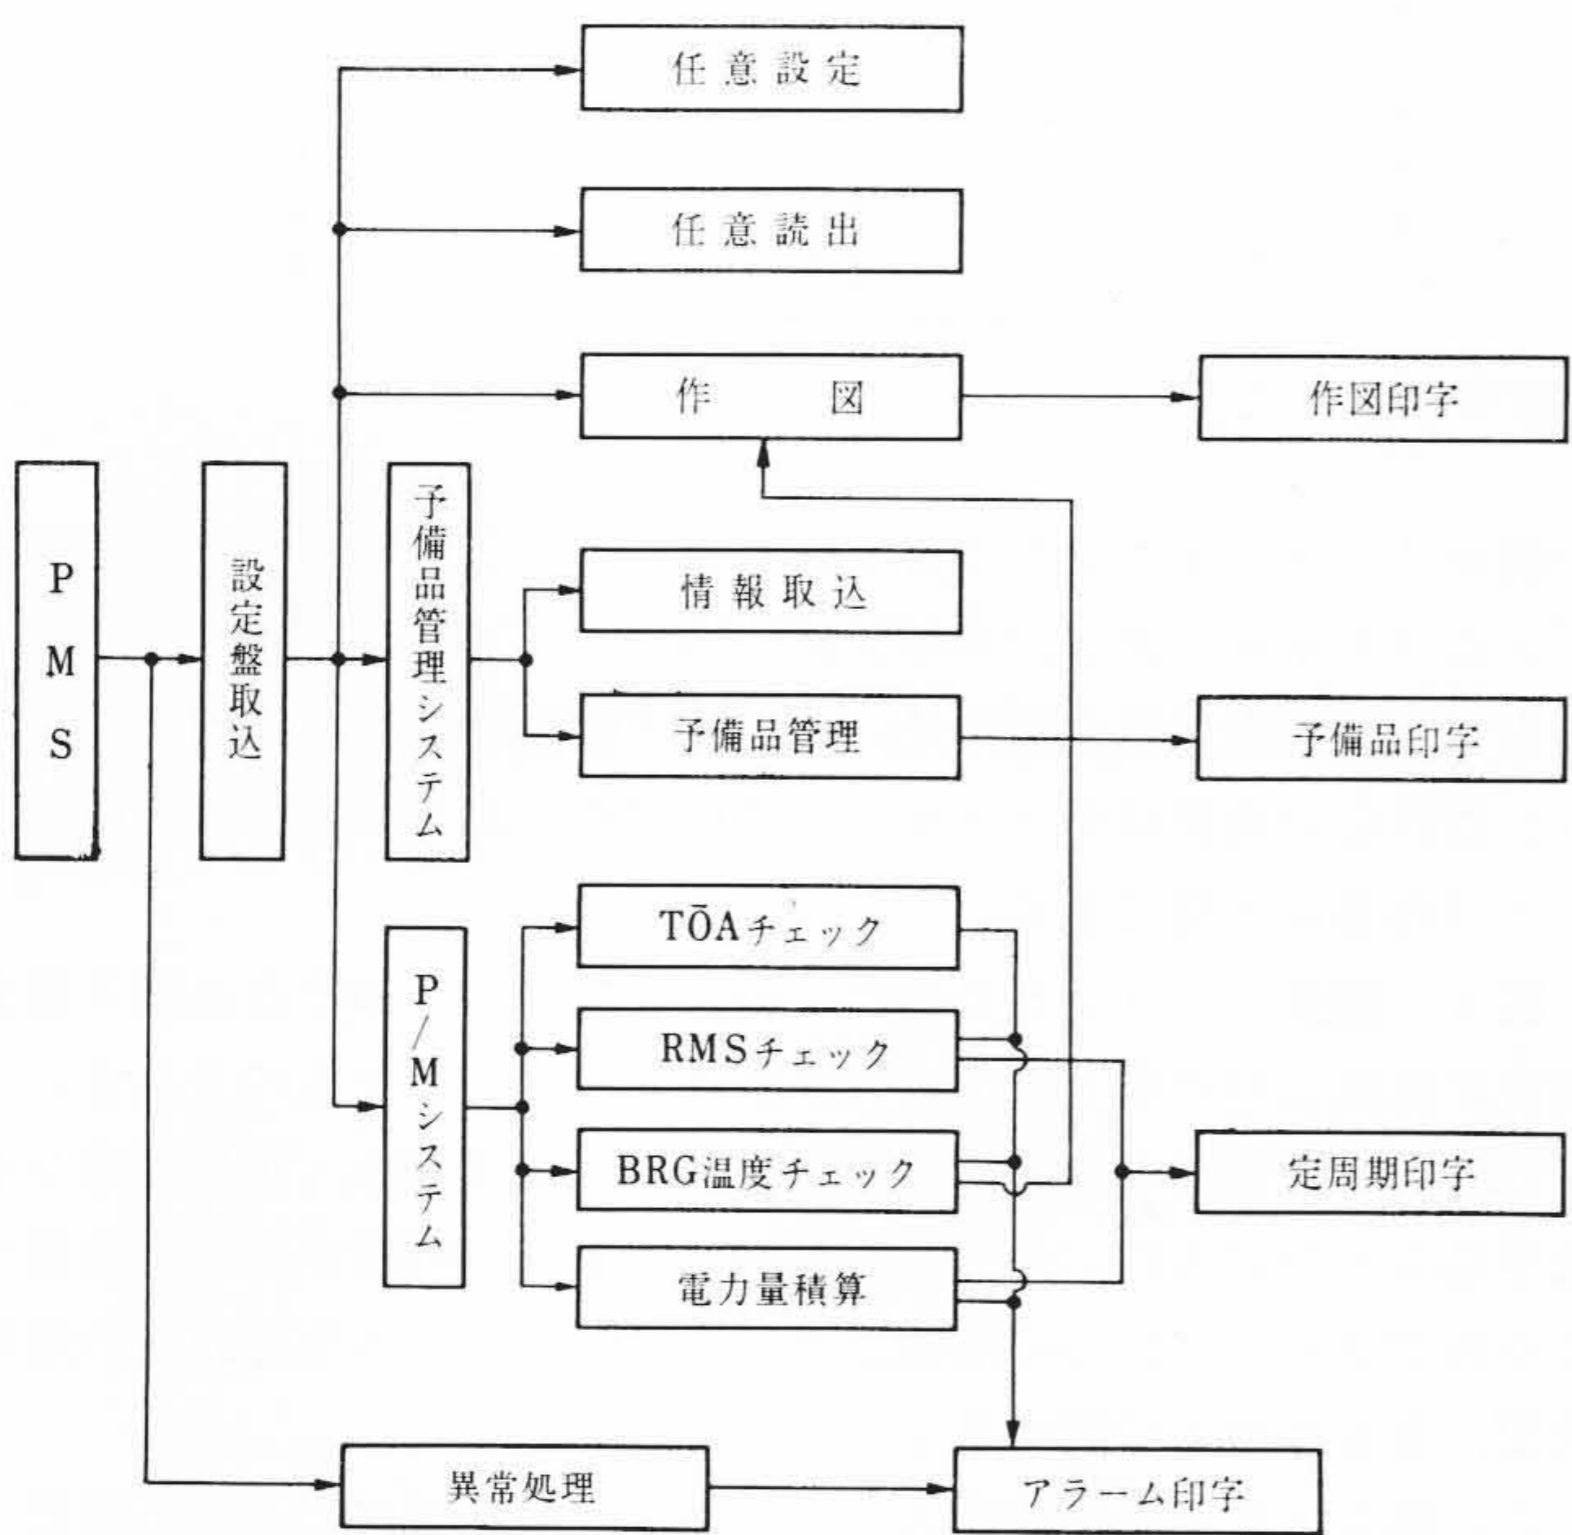 任意設定
任意読出
作図
作図印字
PMS
設定盤取込
予備品管理システム
情報取込
予備品管理
予備品印字
P/Mシステム
TŌAチェック
RMSチェック
BRG温度チェック
電力量積算
定周期印字
異常処理
アラーム印字